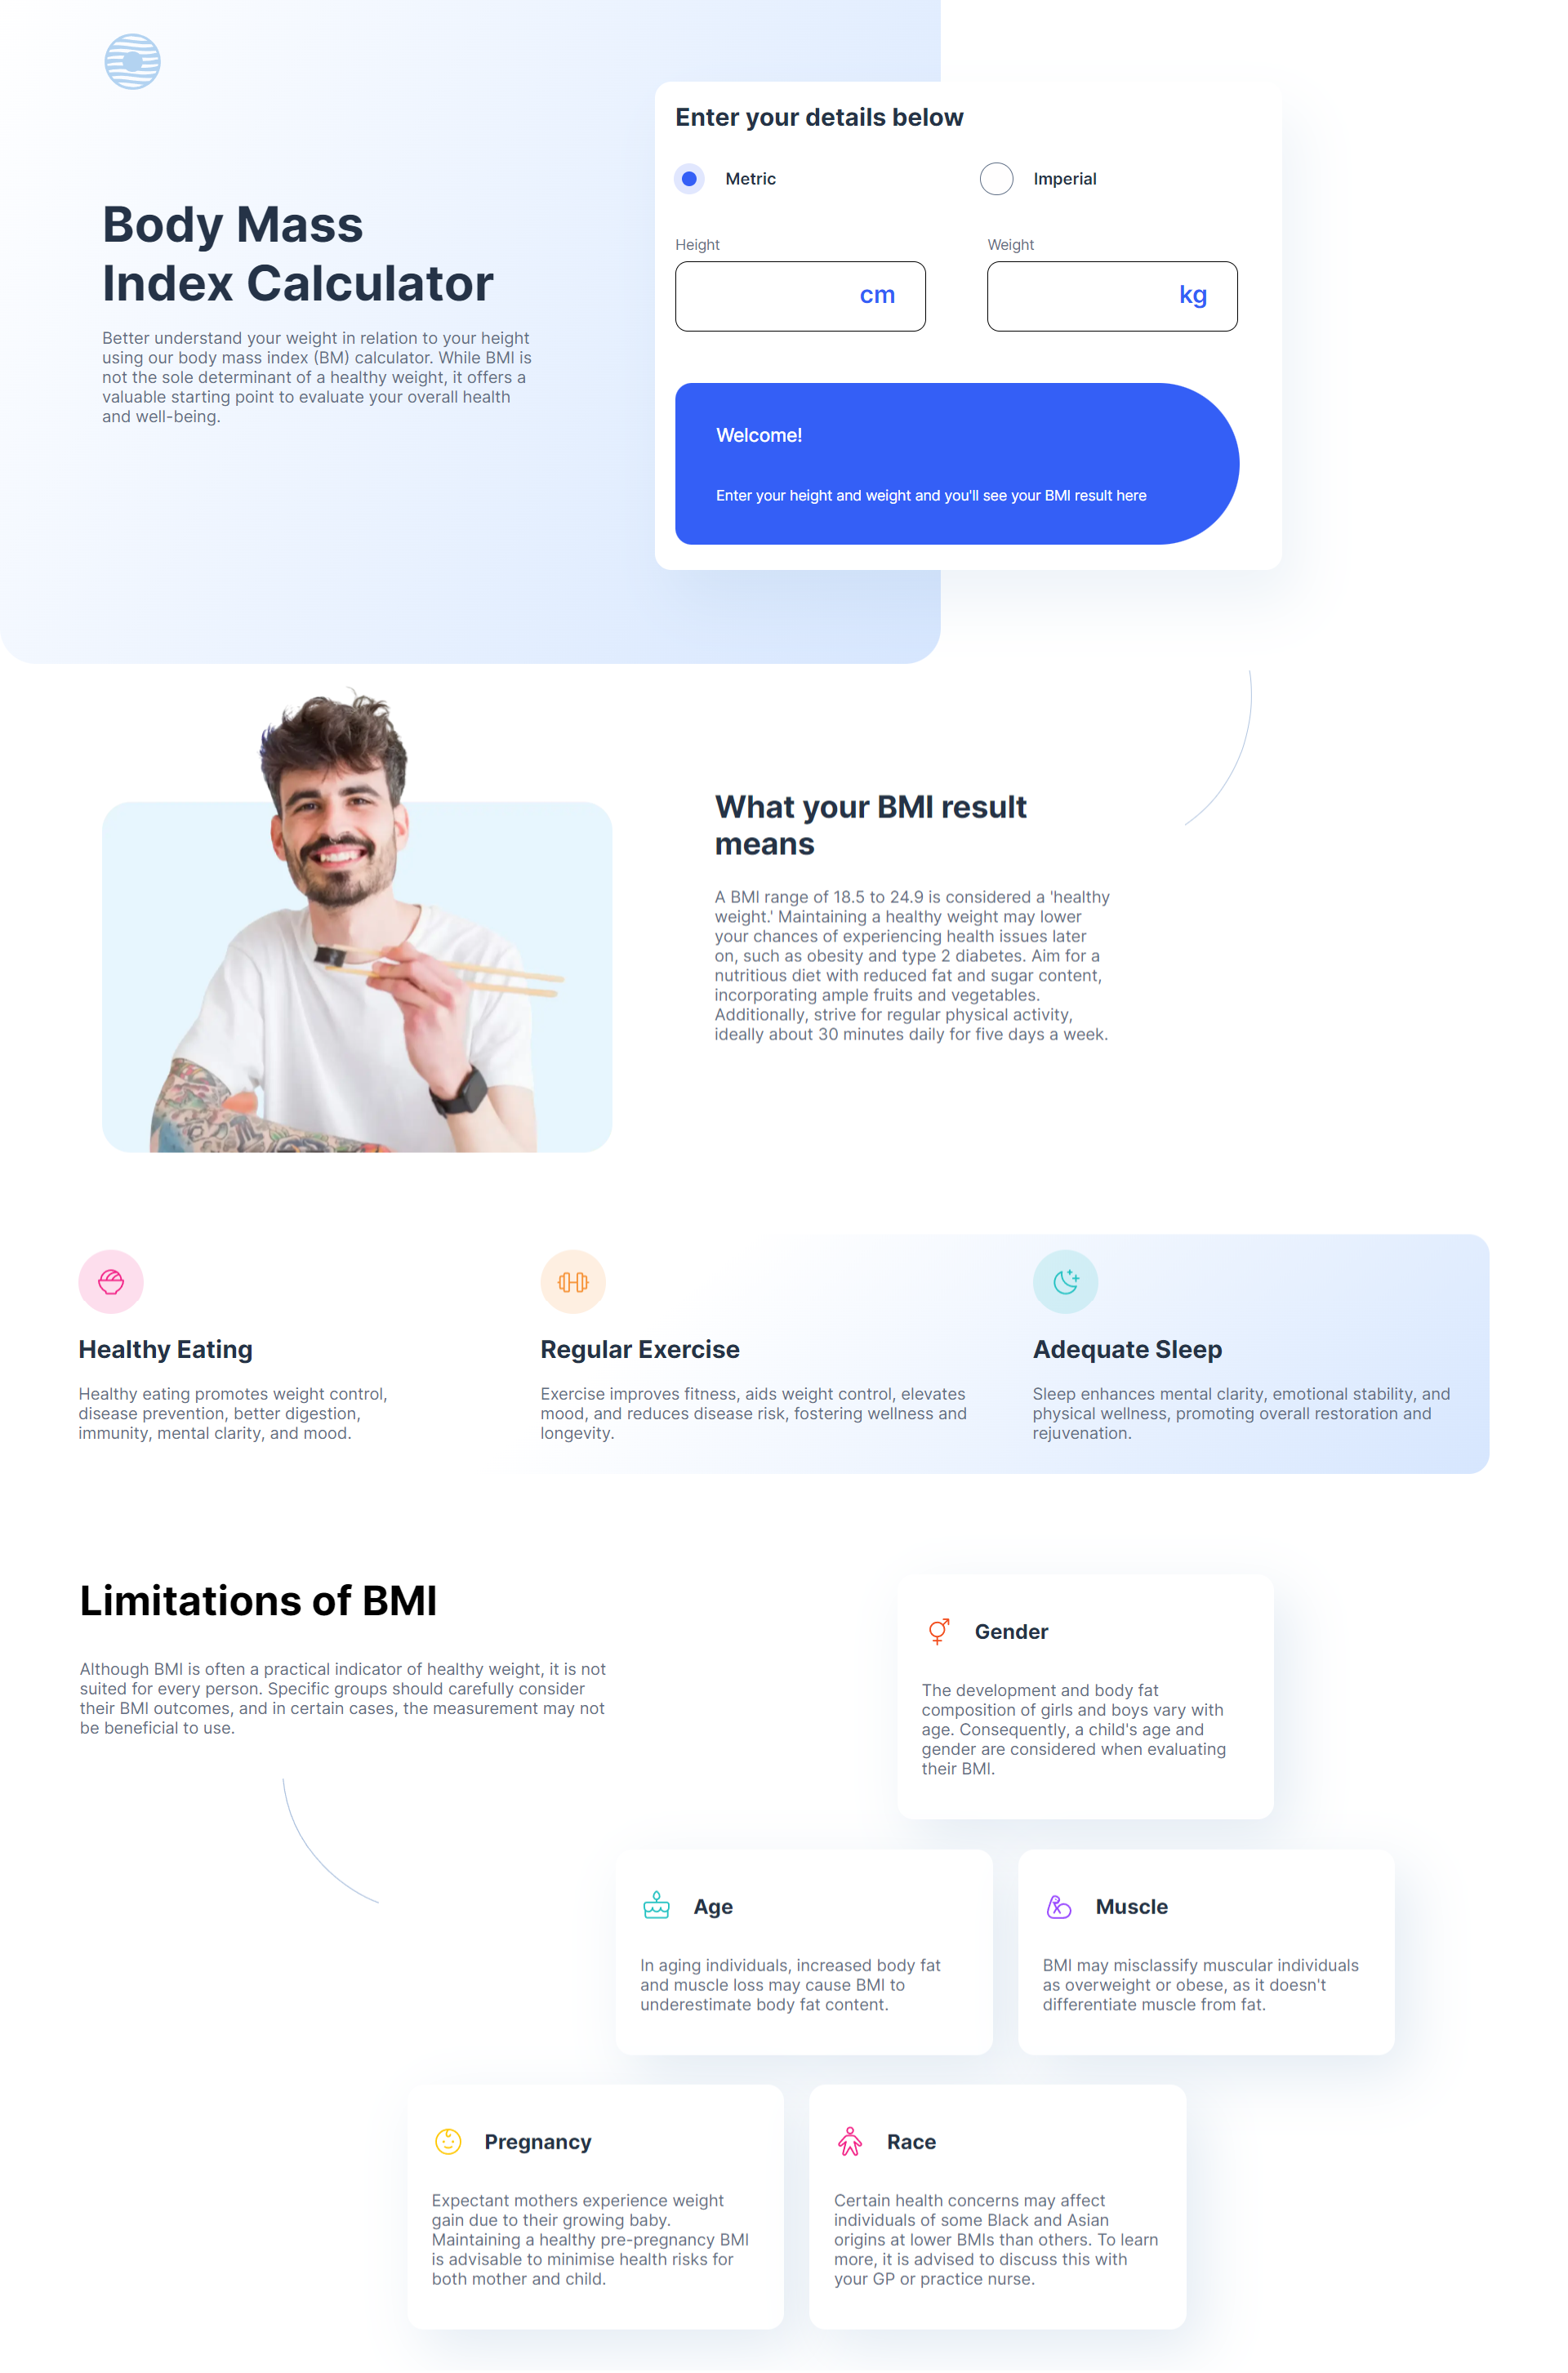 Body Mass
Index Calculator
Better understand your weight in relation to your height
using our body mass index (BM) calculator. While BMI is
not the sole determinant of a healthy weight, it offers a
valuable starting point to evaluate your overall health
and well-being.
Enter your details below
Metric
Imperial
Height
Weight
cm
kg
Welcome!
Enter your height and weight and you'll see your BMI result here
What your BMI result
means
A BMI range of 18.5 to 24.9 is considered a 'healthy
weight.' Maintaining a healthy weight may lower
your chances of experiencing health issues later
on, such as obesity and type 2 diabetes. Aim for a
nutritious diet with reduced fat and sugar content,
incorporating ample fruits and vegetables.
Additionally, strive for regular physical activity,
ideally about 30 minutes daily for five days a week.
Healthy Eating
Healthy eating promotes weight control,
disease prevention, better digestion,
immunity, mental clarity, and mood.
Regular Exercise
Exercise improves fitness, aids weight control, elevates
mood, and reduces disease risk, fostering wellness and
longevity.
Adequate Sleep
Sleep enhances mental clarity, emotional stability, and
physical wellness, promoting overall restoration and
rejuvenation.
Limitations of BMI
Although BMI is often a practical indicator of healthy weight, it is not
suited for every person. Specific groups should carefully consider
their BMI outcomes, and in certain cases, the measurement may not
be beneficial to use.
Gender
The development and body fat
composition of girls and boys vary with
age. Consequently, a child's age and
gender are considered when evaluating
their BMI.
Age
In aging individuals, increased body fat
and muscle loss may cause BMI to
underestimate body fat content.
Muscle
BMI may misclassify muscular individuals
as overweight or obese, as it doesn't
differentiate muscle from fat.
Pregnancy
Expectant mothers experience weight
gain due to their growing baby.
Maintaining a healthy pre-pregnancy BMI
is advisable to minimise health risks for
both mother and child.
Race
Certain health concerns may affect
individuals of some Black and Asian
origins at lower BMIs than others. To learn
more, it is advised to discuss this with
your GP or practice nurse.